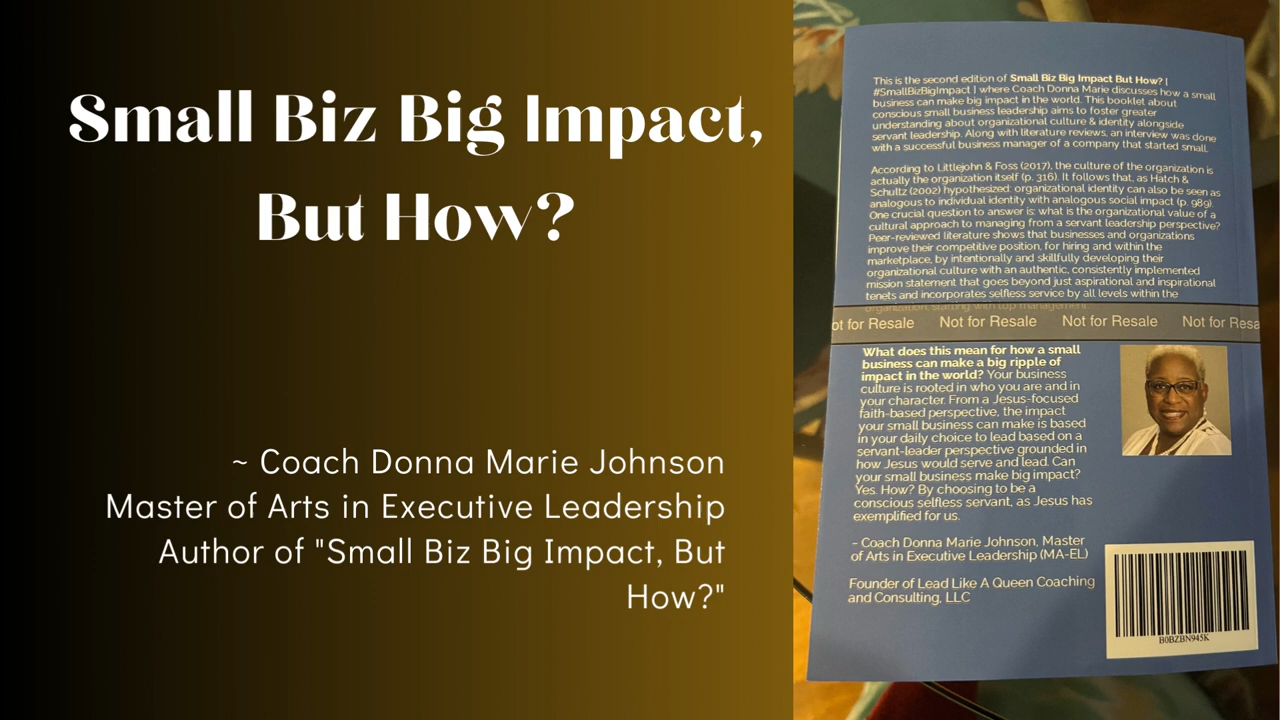 Small Biz Big Impact,
But How?
~ Coach Donna Marie Johnson
Master of Arts in Executive Leadership
Author of "Small Biz Big Impact, But
How?"
This is the second edition of Small Biz Big Impact But How? |
#SmallBizBigImpact | where Coach Donna Marie discusses how a small
business can make big impact in the world. This booklet about
conscious small business leadership aims to foster greater
understanding about organizational culture & identity alongside
servant leadership. Along with literature reviews, an interview was done
with a successful business manager of a company that started small.
According to Littlejohn & Foss (2017), the culture of the organization is
actually the organization itself (p. 316). It follows that, as Hatch &
Schultz (2002) hypothesized: organizational identity can also be seen as
analogous to individual identity with analogous social impact (p. 989).
One crucial question to answer is: what is the organizational value of a
cultural approach to managing from a servant leadership perspective?
Peer-reviewed literature shows that businesses and organizations
improve their competitive position, for hiring and within the
marketplace, by intentionally and skillfully developing their
organizational culture with an authentic, consistently implemented
mission statement that goes beyond just aspirational and inspirational
tenets and incorporates selfless service by all levels within the
organization, starting with top management.
ot for Resale Not for Resale Not for Resale Not for Resa
What does this mean for how a small
business can make a big ripple of
impact in the world? Your business
culture is rooted in who you are and in
your character. From a Jesus-focused
faith-based perspective, the impact
your small business can make is based
in your daily choice to lead based on a
servant-leader perspective grounded in
how Jesus would serve and lead. Can
your small business make big impact?
Yes. How? By choosing to be a
conscious selfless servant, as Jesus has
exemplified for us.
~ Coach Donna Marie Johnson, Master
of Arts in Executive Leadership (MA-EL)
Founder of Lead Like A Queen Coaching
and Consulting, LLC
B0BZBN945K